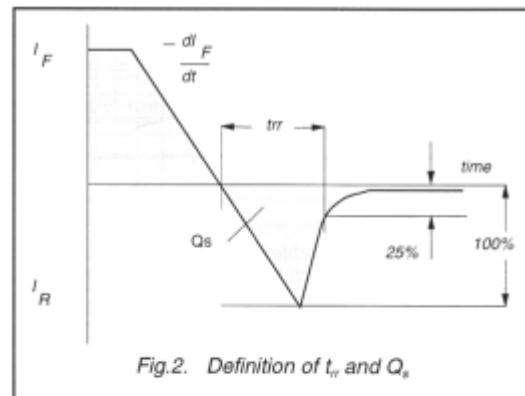 I F
− dI F
dt
trr
time
Qs
25%
100%
I R
Fig.2. Definition of trr and Qs